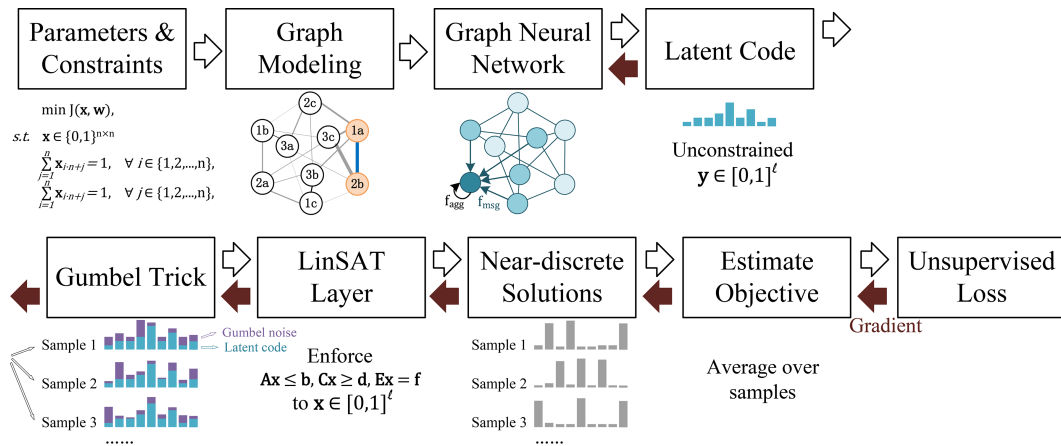 Parameters & Constraints
Graph Modeling
Graph Neural Network
Latent Code
min J(x, w),
s.t. x ∈ {0,1}^{n×n}
∑_{j=1}^{n} x_{i·n+j} = 1, ∀ i ∈ {1,2,...,n},
∑_{i=1}^{n} x_{i·n+j} = 1, ∀ j ∈ {1,2,...,n},
2c
1b
1a
3c
3a
3b
2a
2b
1c
f_agg
f_msg
Unconstrained
y ∈ [0,1]^ℓ
Gumbel Trick
LinSAT Layer
Near-discrete Solutions
Estimate Objective
Unsupervised Loss
Gradient
Sample 1
Gumbel noise
Latent code
Sample 2
Sample 3
......
Enforce
Ax ≤ b, Cx ≥ d, Ex = f
to x ∈ [0,1]^ℓ
Sample 1
Sample 2
Sample 3
......
Average over
samples